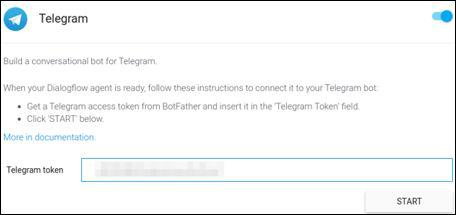 Telegram
Build a conversational bot for Telegram.
When your Dialogflow agent is ready, follow these instructions to connect it to your Telegram bot:
• Get a Telegram access token from BotFather and insert it in the 'Telegram Token' field.
• Click 'START' below.
More in documentation.
Telegram token
START